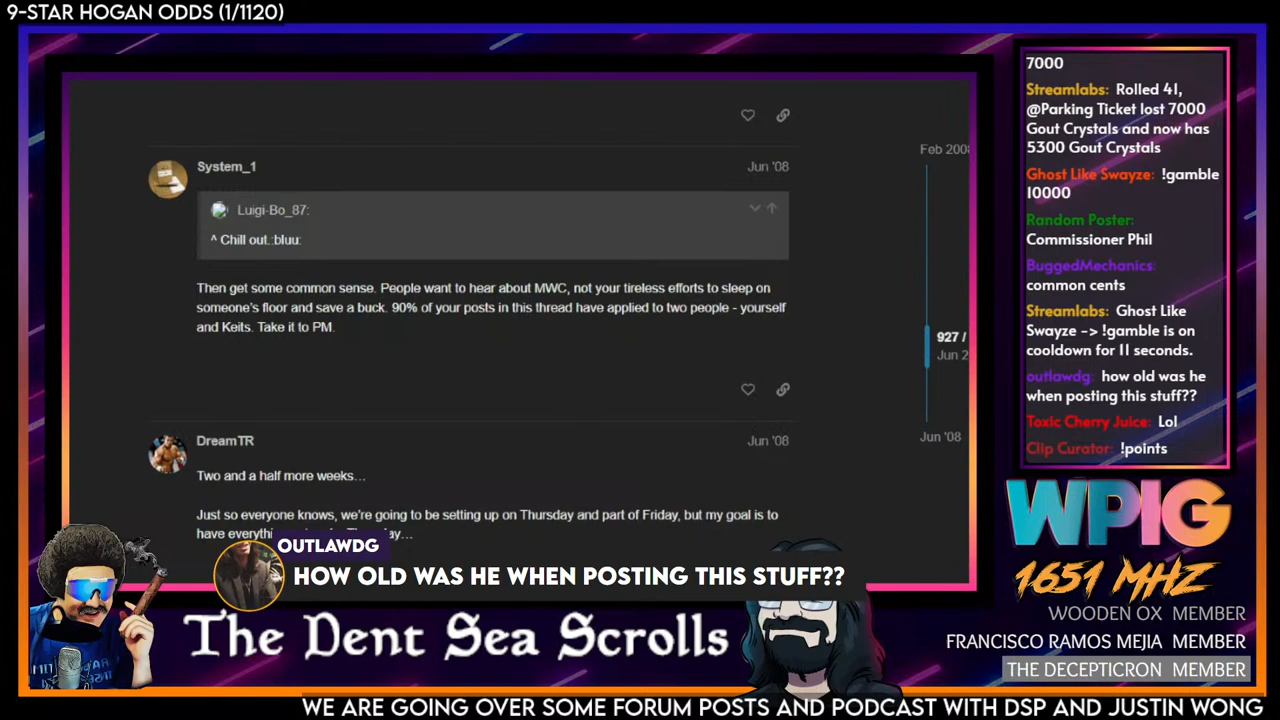 9-STAR HOGAN ODDS (1/1120)
System_1
Jun '08
Luigi-Bo_87:
^ Chill out.:bluu:
Then get some common sense. People want to hear about MWC, not your tireless efforts to sleep on
someone's floor and save a buck. 90% of your posts in this thread have applied to two people - yourself
and Keits. Take it to PM.
DreamTR
Jun '08
Two and a half more weeks…
Just so everyone knows, we're going to be setting up on Thursday and part of Friday, but my goal is to
have
Feb 2008
927 /
Jun 2
Jun '08
7000
Streamlabs: Rolled 41,
@Parking Ticket lost 7000
Gout Crystals and now has
5300 Gout Crystals
Ghost Like Swayze: !gamble
10000
Random Poster:
Commissioner Phil
BuggedMechanics:
common cents
Streamlabs: Ghost Like
Swayze -> !gamble is on
cooldown for 11 seconds.
outlawdg: how old was he
when posting this stuff??
Toxic Cherry Juice: Lol
Clip Curator: !points
OUTLAWDG
HOW OLD WAS HE WHEN POSTING THIS STUFF??
The Dent Sea Scrolls
WPIG
1651 MHZ
WOODEN OX MEMBER
FRANCISCO RAMOS MEJIA MEMBER
THE DECEPTICRON MEMBER
WE ARE GOING OVER SOME FORUM POSTS AND PODCAST WITH DSP AND JUSTIN WONG